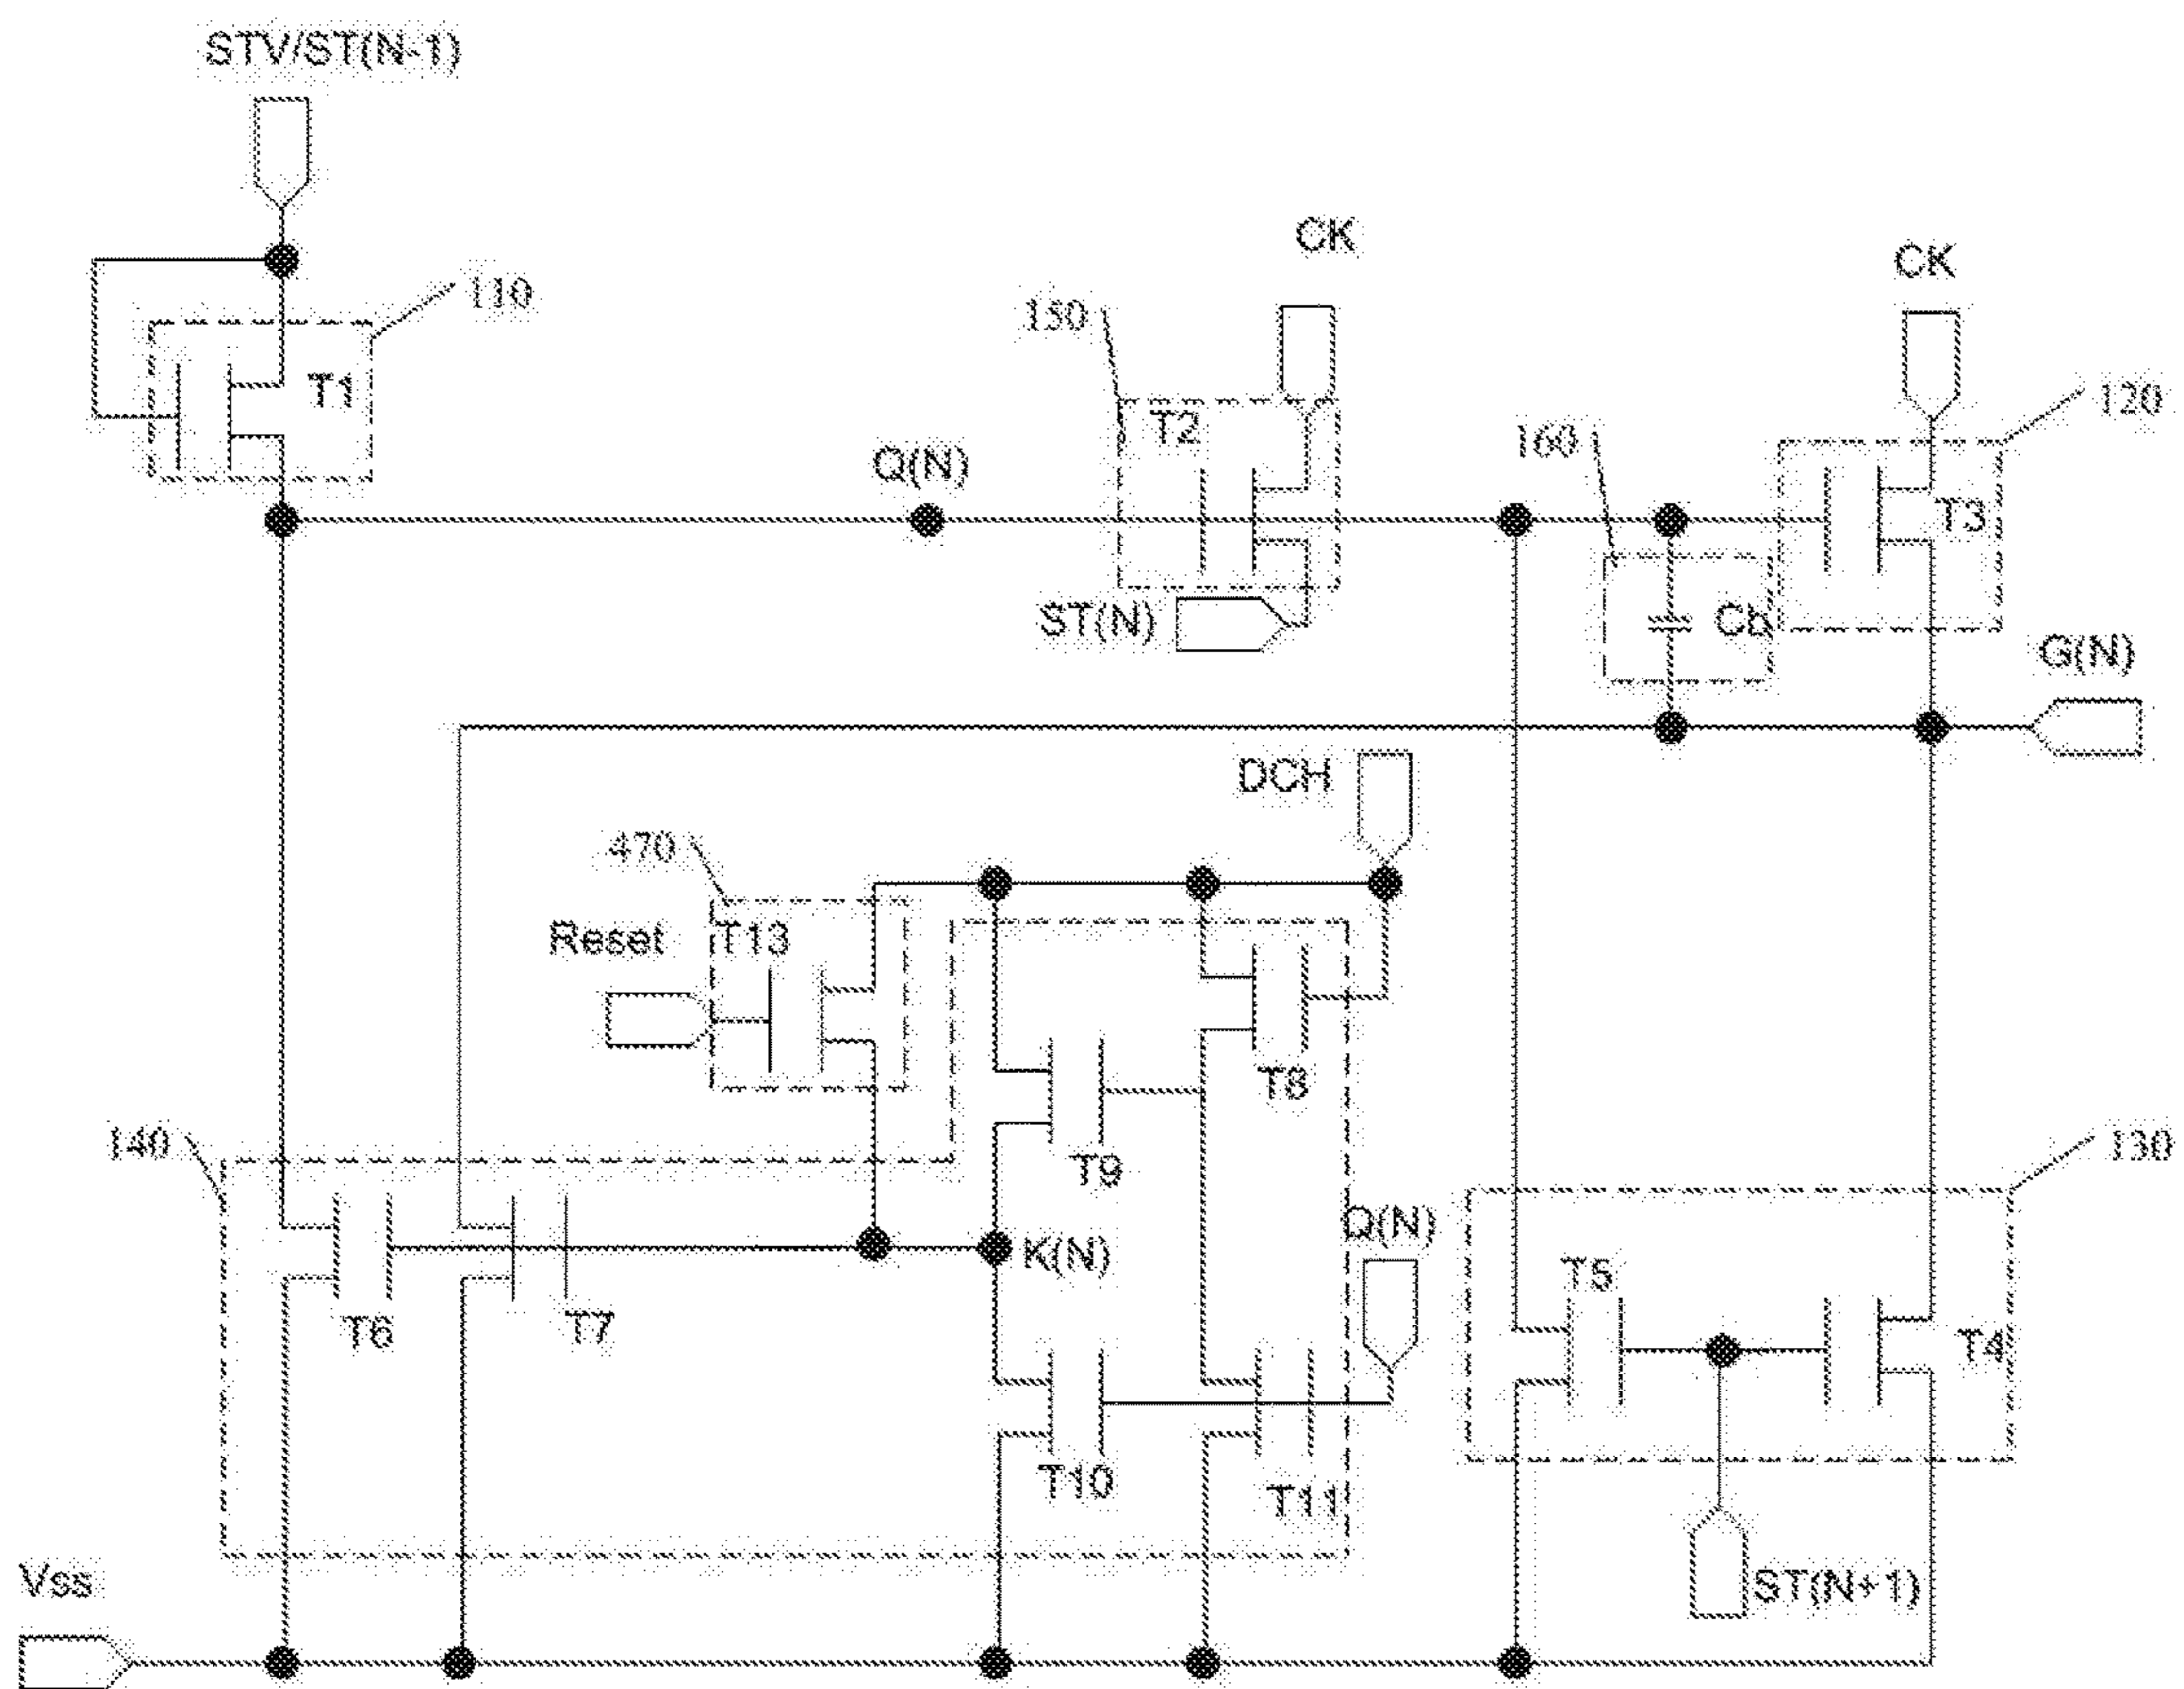 STV/ST(N-1)
CK
CK
110
150
T1
120
T2
160
Q(N)
T3
ST(N)
Cb
G(N)
DCH
470
Reset
T13
T8
140
130
T9
Q(N)
K(N)
T5
T6
T7
T4
T10
T11
Vss
ST(N+1)